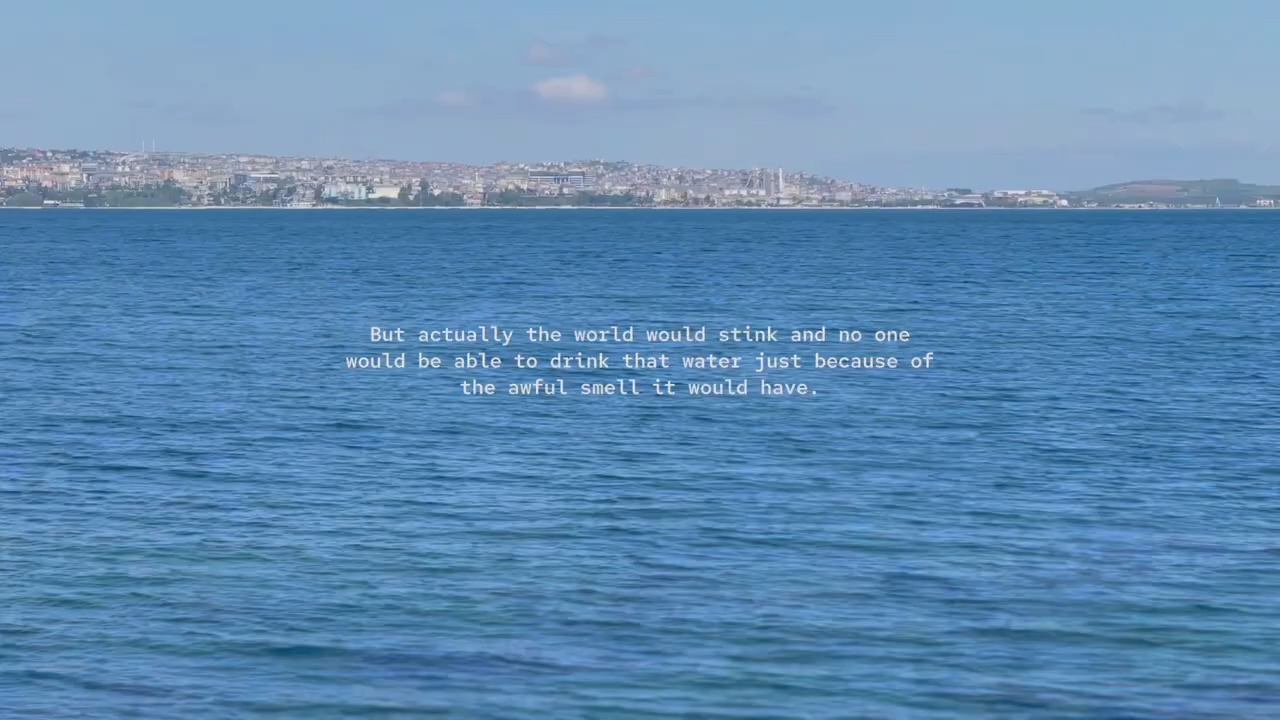 But actually the world would stink and no one
would be able to drink that water just because of
the awful smell it would have.